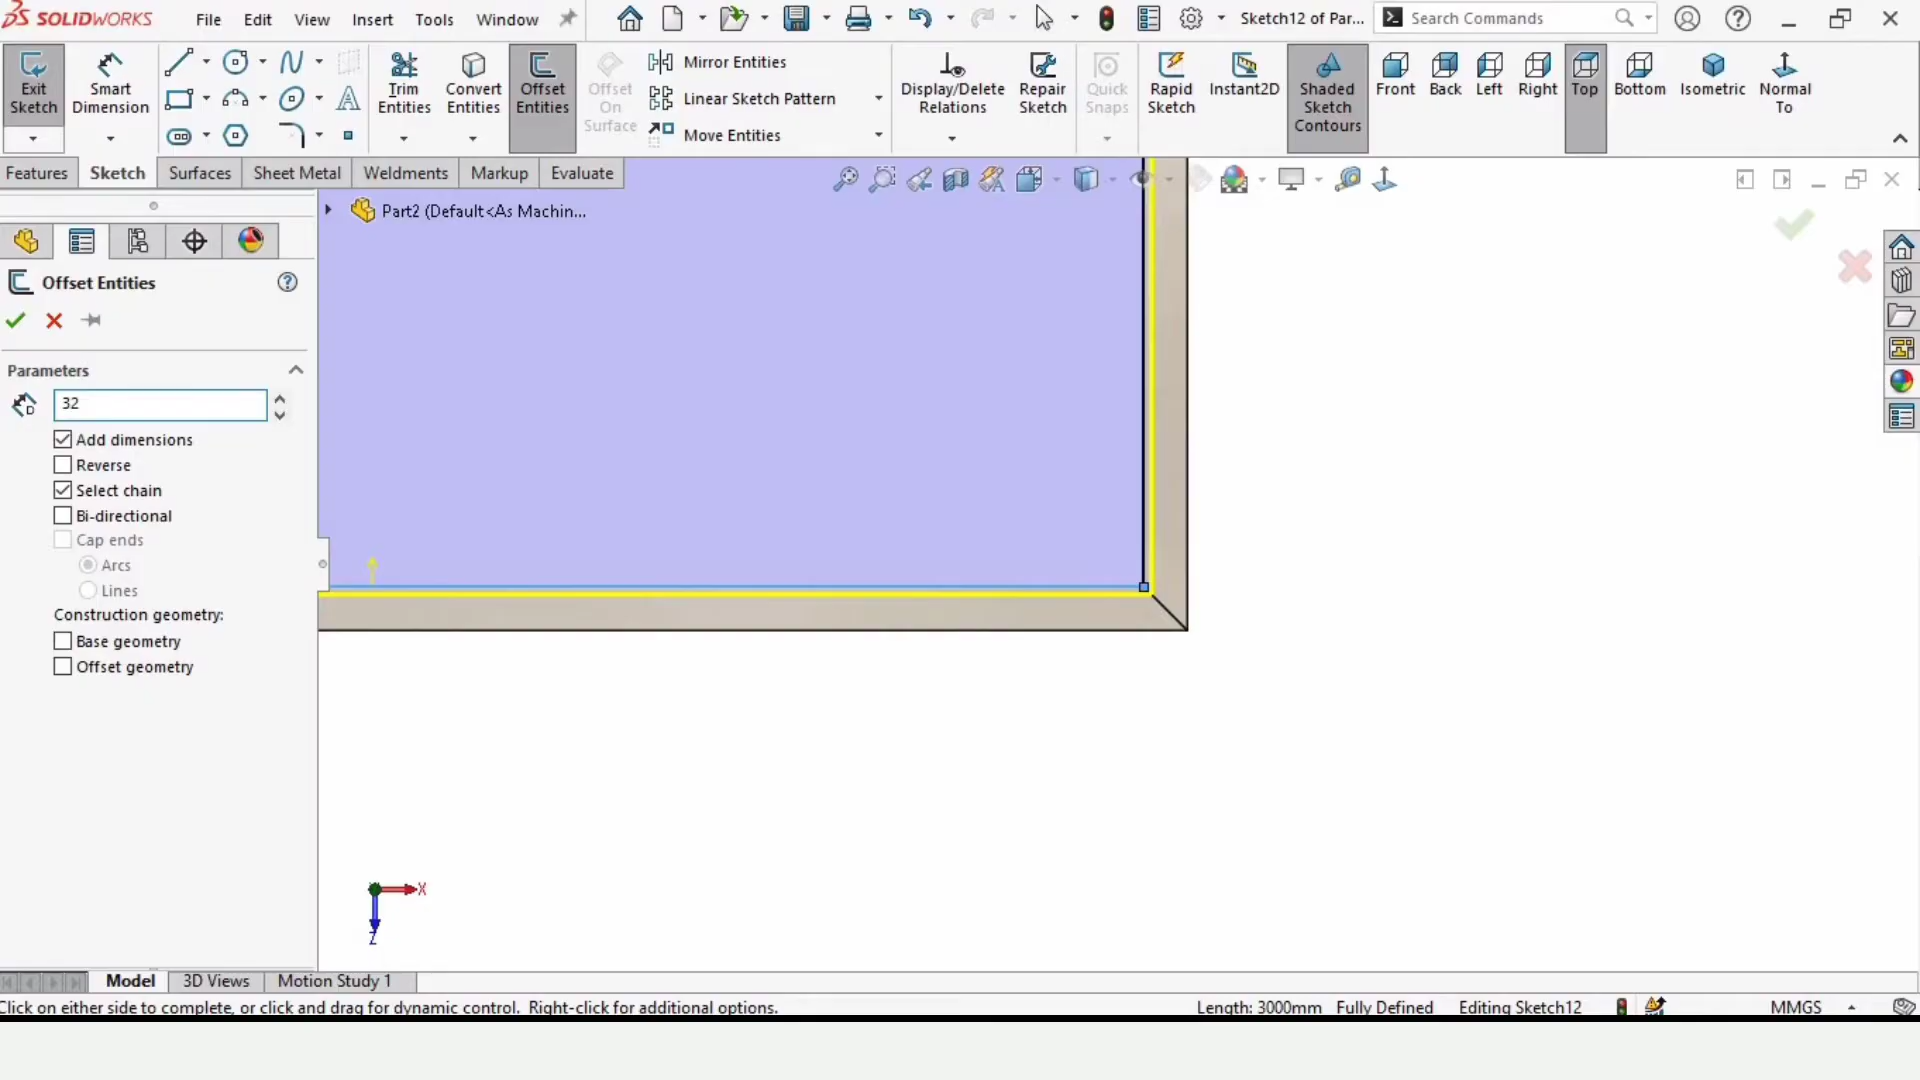 SOLIDWORKS File Edit View Insert Tools Window Sketch12 of Par... Search Commands
Exit Sketch
Smart Dimension
Trim Entities
Convert Entities
Offset Entities
Offset On Surface
Mirror Entities
Linear Sketch Pattern
Move Entities
Display/Delete Relations
Repair Sketch
Quick Snaps
Rapid Sketch
Instant2D
Shaded Sketch Contours
Front Back Left Right Top Bottom Isometric
Normal To
Features Sketch Surfaces Sheet Metal Weldments Markup Evaluate
Part2 (Default<As Machin...
Offset Entities
Parameters
32
Add dimensions
Reverse
Select chain
Bi-directional
Cap ends
Arcs
Lines
Construction geometry:
Base geometry
Offset geometry
X
Z
Model 3D Views Motion Study 1
Click on either side to complete, or click and drag for dynamic control. Right-click for additional options. Length: 3000mm Fully Defined Editing Sketch12 MMGS